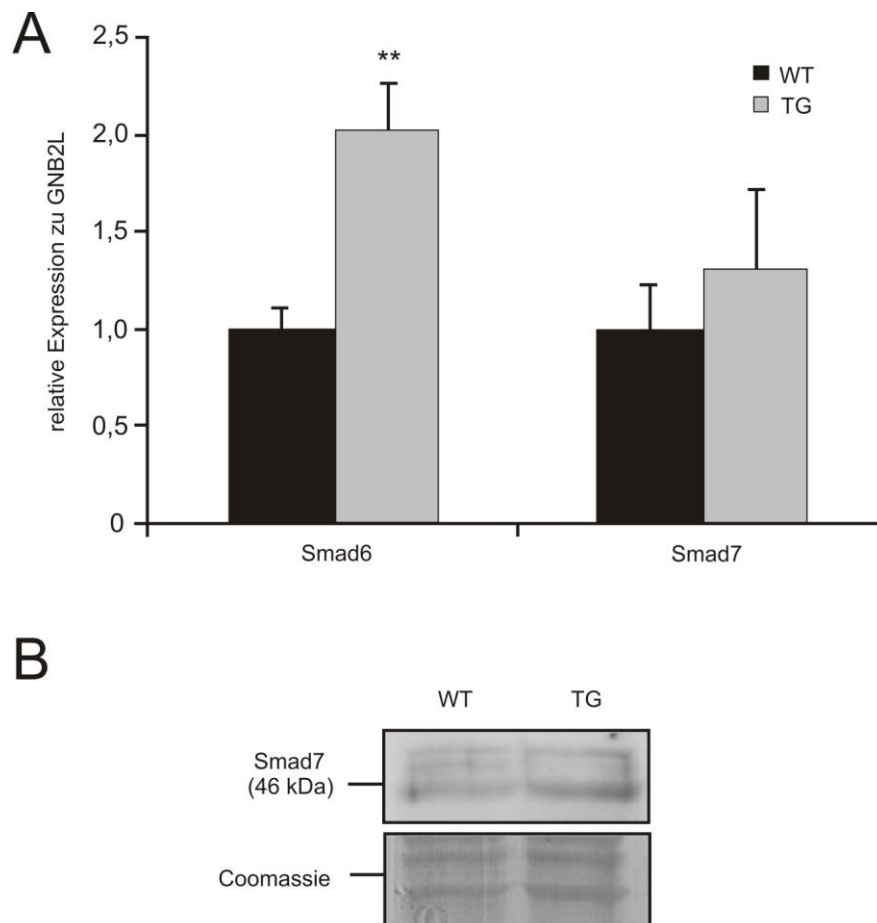 A
relative Expression zu GNB2L
2,5
2,0
1,5
1,0
0,5
0
**
WT
TG
Smad6
Smad7
B
WT
TG
Smad7
(46 kDa)
Coomassie